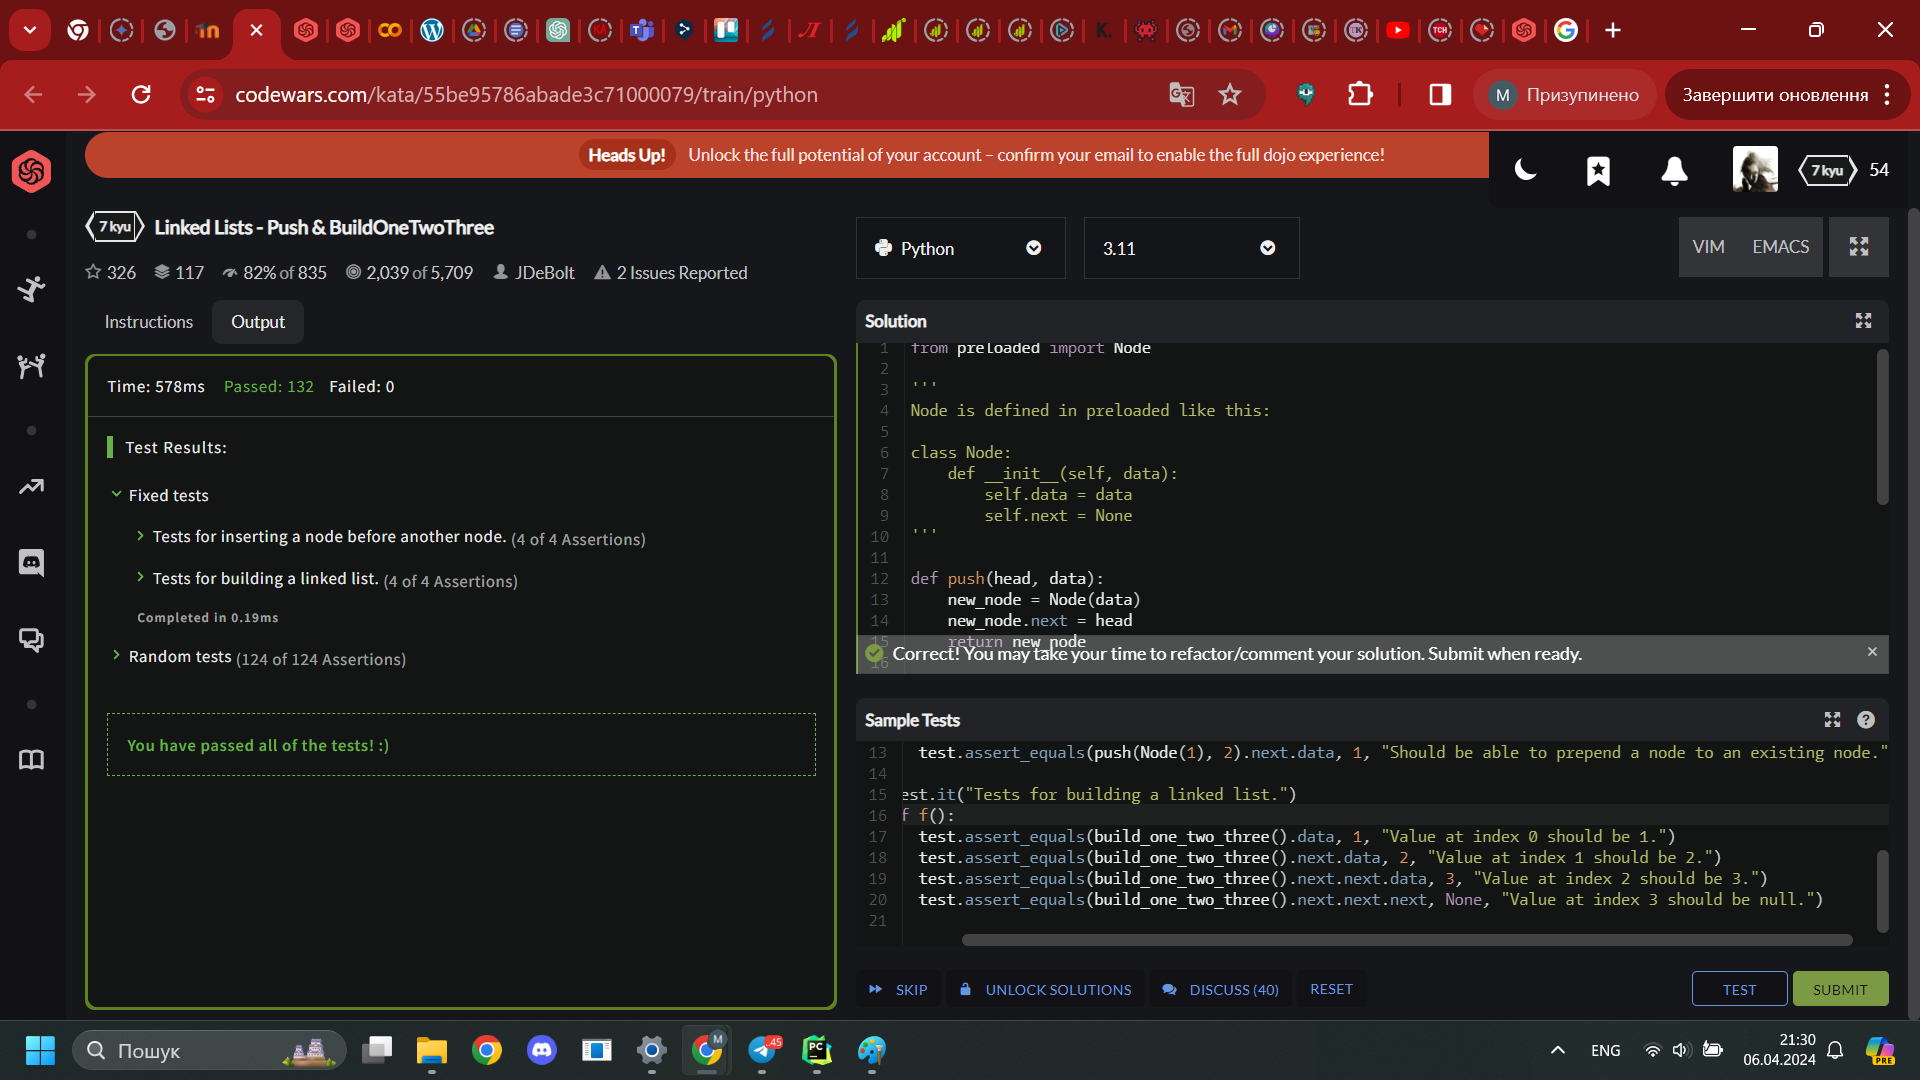 codewars.com/kata/55be95786abade3c71000079/train/python
M Призупинено
Завершити оновлення
Heads Up! Unlock the full potential of your account – confirm your email to enable the full dojo experience!
7 kyu 54
7 kyu Linked Lists - Push & BuildOneTwoThree
326 117 82% of 835 2,039 of 5,709 JDeBolt 2 Issues Reported
Python
3.11
VIM EMACS
Instructions Output
Time: 578ms Passed: 132 Failed: 0
Test Results:
Fixed tests
Tests for inserting a node before another node. (4 of 4 Assertions)
Tests for building a linked list. (4 of 4 Assertions)
Completed in 0.19ms
Random tests (124 of 124 Assertions)
You have passed all of the tests! :)
Solution
1 from preloaded import Node
2
3 '''
4 Node is defined in preloaded like this:
5
6 class Node:
7     def __init__(self, data):
8         self.data = data
9         self.next = None
10 '''
11
12 def push(head, data):
13     new_node = Node(data)
14     new_node.next = head
15     return new_node
16
Correct! You may take your time to refactor/comment your solution. Submit when ready.
Sample Tests
13 test.assert_equals(push(Node(1), 2).next.data, 1, "Should be able to prepend a node to an existing node."
14
15 est.it("Tests for building a linked list.")
16 f f():
17 test.assert_equals(build_one_two_three().data, 1, "Value at index 0 should be 1.")
18 test.assert_equals(build_one_two_three().next.data, 2, "Value at index 1 should be 2.")
19 test.assert_equals(build_one_two_three().next.next.data, 3, "Value at index 2 should be 3.")
20 test.assert_equals(build_one_two_three().next.next.next, None, "Value at index 3 should be null.")
21
SKIP UNLOCK SOLUTIONS DISCUSS (40) RESET
TEST SUBMIT
Пошук
M
45
PC
ENG
21:30
06.04.2024
PRE